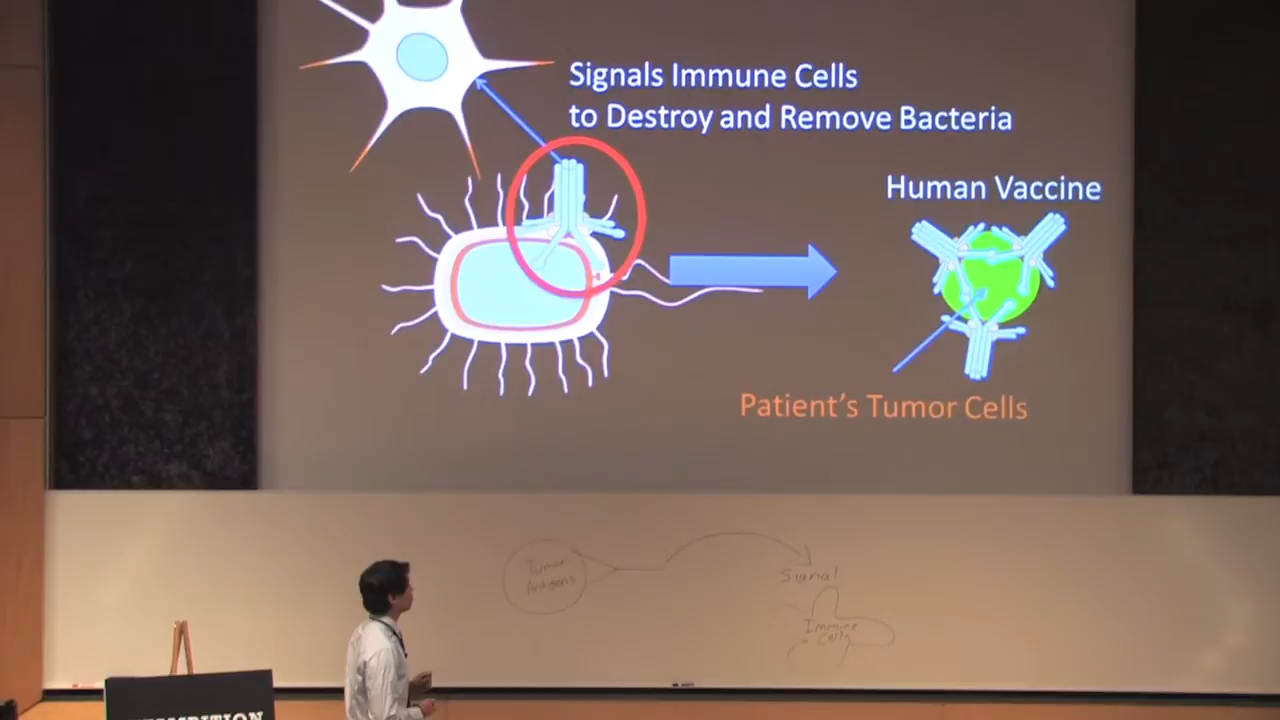 Signals Immune Cells
to Destroy and Remove Bacteria
Human Vaccine
Patient's Tumor Cells
Tumor
Antigens
Signal
Immune
Cells